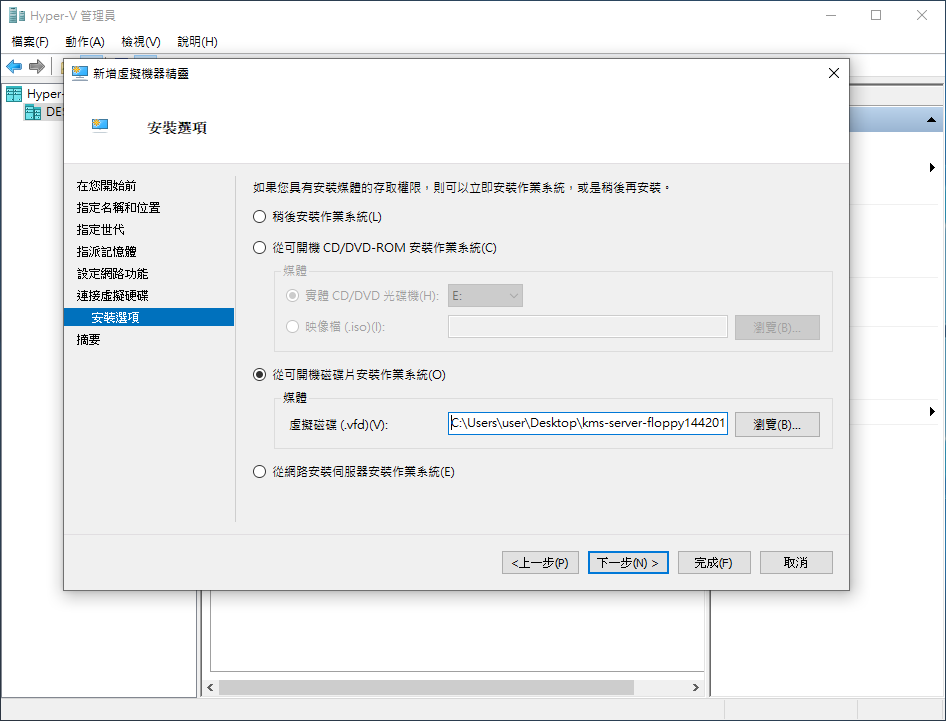 Hyper-V 管理員
檔案(F) 動作(A) 檢視(V) 說明(H)
Hyper-
DES
新增虛擬機器精靈
安裝選項
在您開始前
指定名稱和位置
指定世代
指派記憶體
設定網路功能
連接虛擬硬碟
安裝選項
摘要
如果您具有安裝媒體的存取權限，則可以立即安裝作業系統，或是稍後再安裝。
稍後安裝作業系統(L)
從可開機 CD/DVD-ROM 安裝作業系統(C)
媒體
實體 CD/DVD 光碟機(H): E:
映像檔 (.iso)(I): 瀏覽(B)...
從可開機磁碟片安裝作業系統(O)
媒體
虛擬磁碟 (.vfd)(V): C:\Users\user\Desktop\kms-server-floppy144201 瀏覽(B)...
從網路安裝伺服器安裝作業系統(E)
<上一步(P) 下一步(N) > 完成(F) 取消